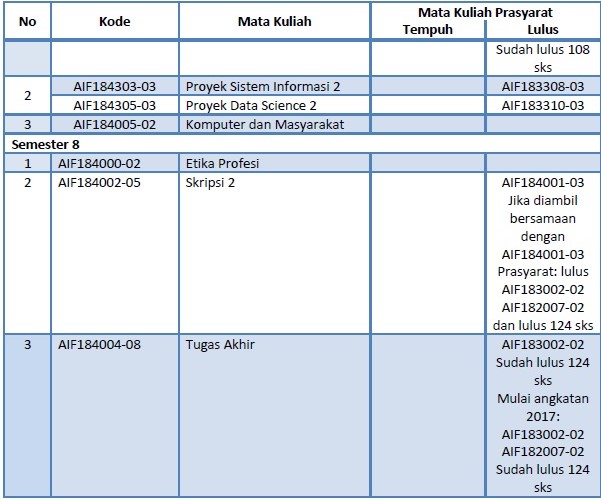 No Kode Mata Kuliah Mata Kuliah Prasyarat
Tempuh Lulus
Sudah lulus 108
sks
2 AIF184303-03 Proyek Sistem Informasi 2 AIF183308-03
AIF184305-03 Proyek Data Science 2 AIF183310-03
3 AIF184005-02 Komputer dan Masyarakat
Semester 8
1 AIF184000-02 Etika Profesi
2 AIF184002-05 Skripsi 2 AIF184001-03
Jika diambil
bersamaan
dengan
AIF184001-03
Prasyarat: lulus
AIF183002-02
AIF182007-02
dan lulus 124 sks
3 AIF184004-08 Tugas Akhir AIF183002-02
Sudah lulus 124
sks
Mulai angkatan
2017:
AIF183002-02
AIF182007-02
Sudah lulus 124
sks